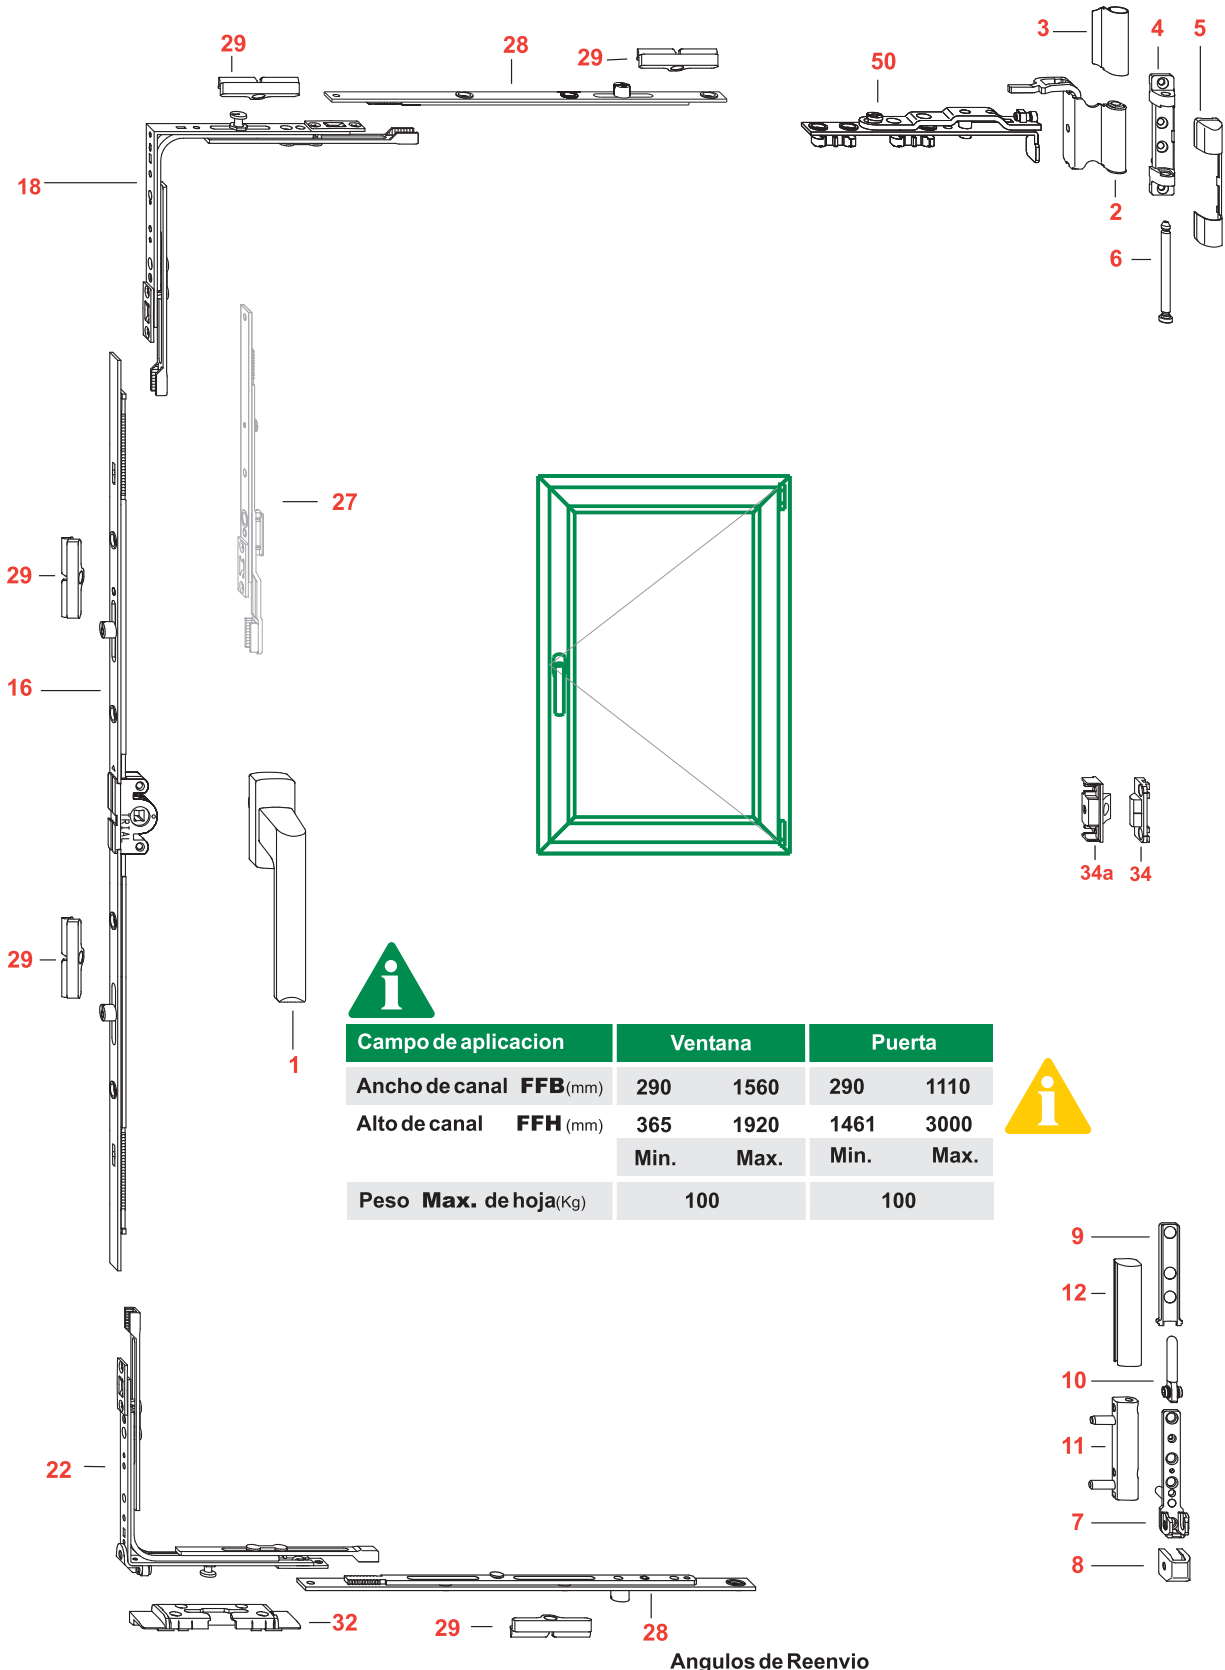 3
4
5
29
28
29
50
18
2
6
27
29
16
TRIAL
34a
34
29
1
i
Campo de aplicacion Ventana Puerta
i
Ancho de canal FFB (mm) 290 1560 290 1110
Alto de canal FFH (mm) 365 1920 1461 3000
Min. Max. Min. Max.
Peso Max. de hoja (Kg) 100 100
9
12
10
11
22
7
8
32
29
28
Angulos de Reenvio